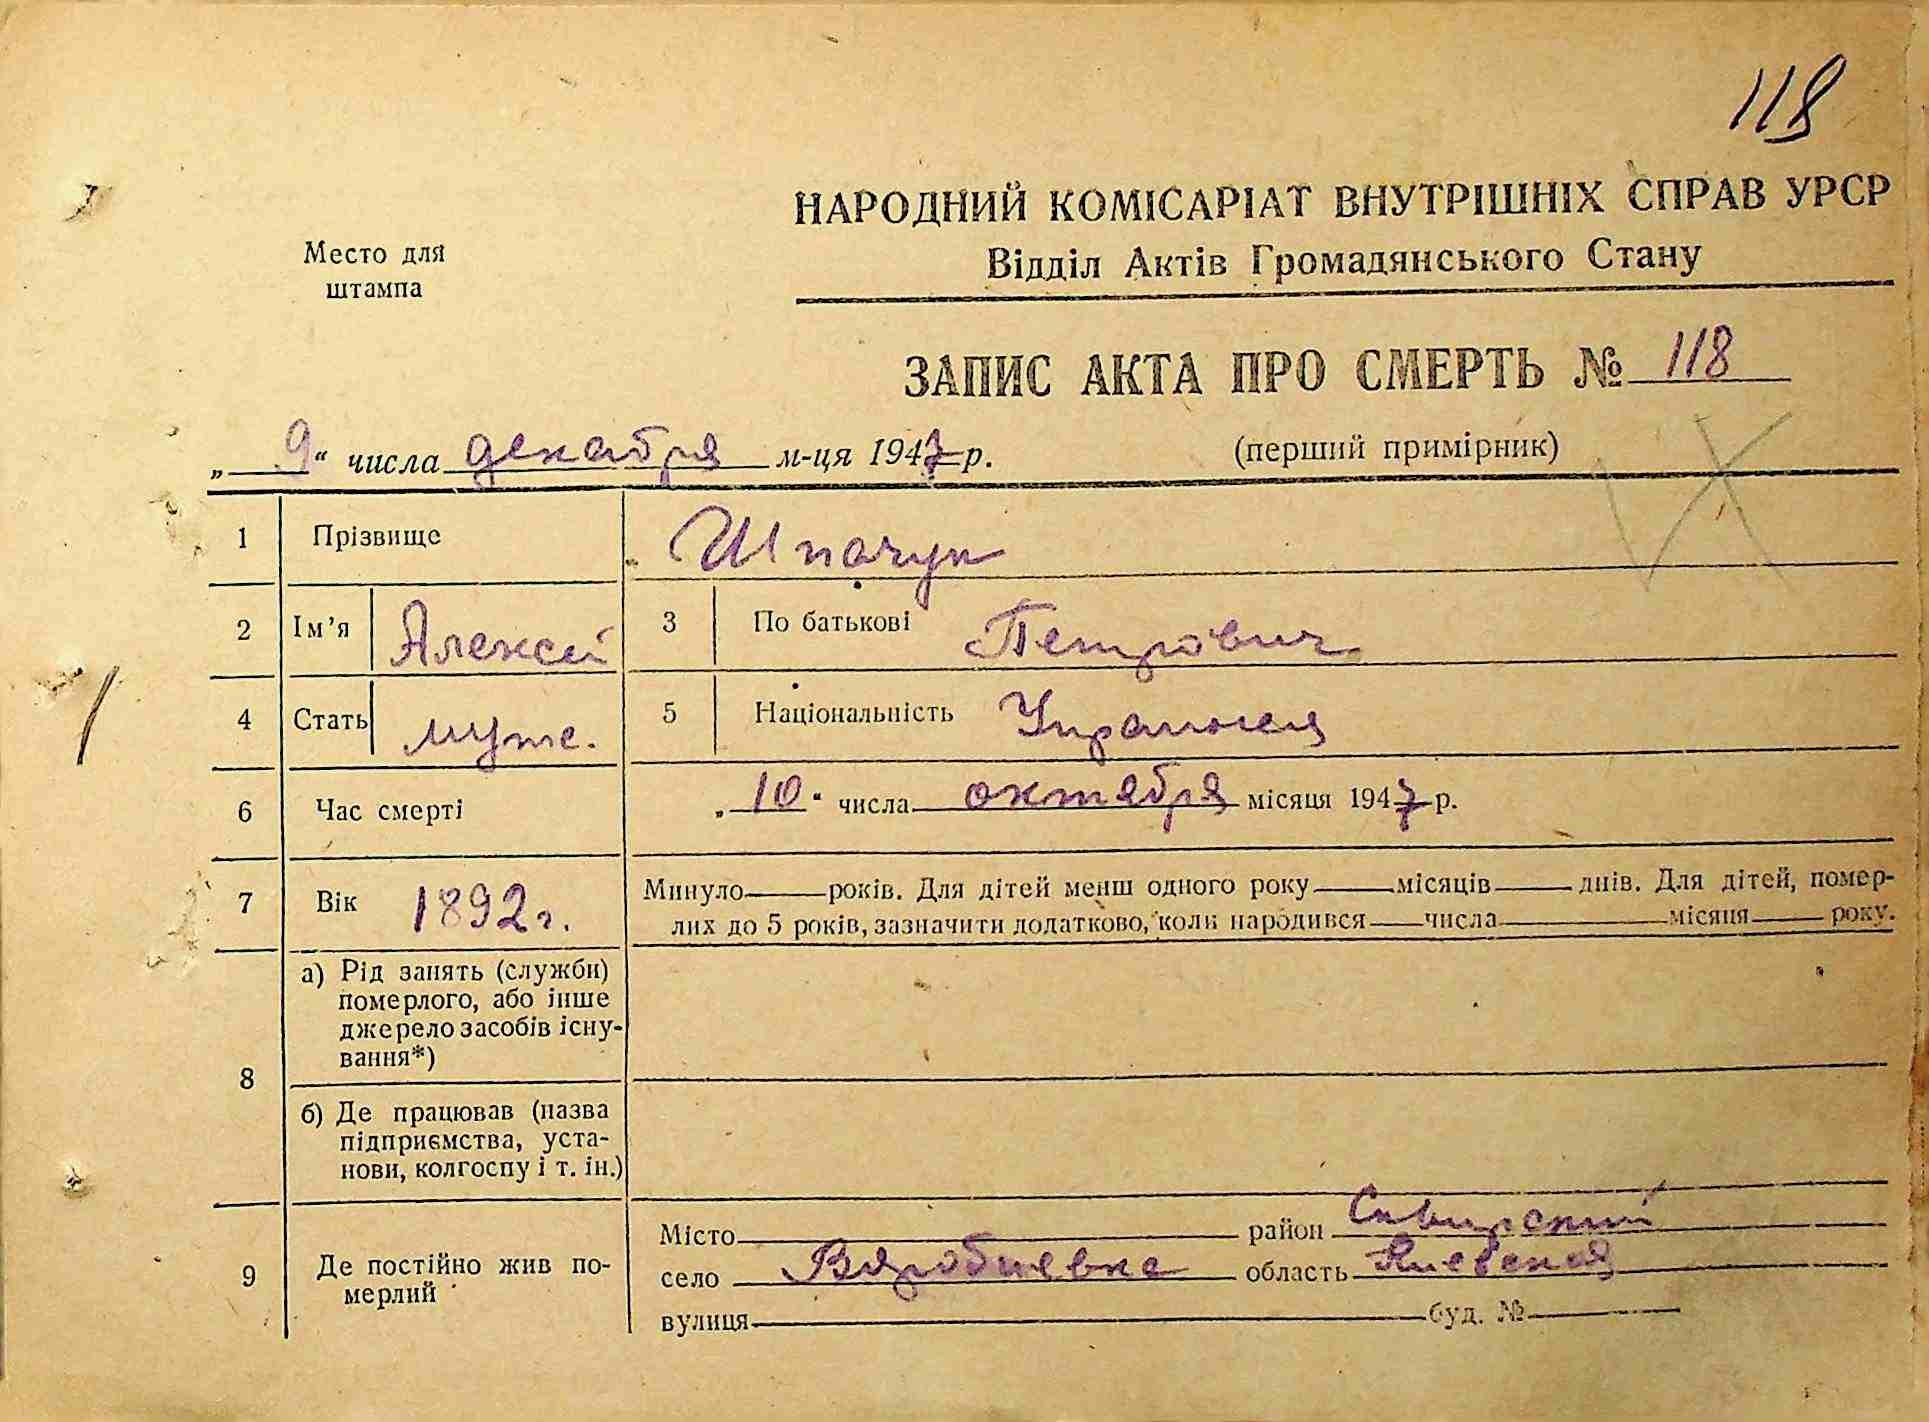 118
НАРОДНИЙ КОМІСАРІАТ ВНУТРІШНІХ СПРАВ УРСР
Место для штампа
Відділ Актів Громадянського Стану
ЗАПИС АКТА ПРО СМЕРТЬ № 118
„ 9 “ числа декабря м-ця 1947 р. (перший примірник)
1 Прізвище Шпачук
2 Ім’я Алексей 3 По батькові Петрович
4 Стать муж. 5 Національність
6 Час смерті „ 10 “ числа октября місяця 1947 р.
7 Вік 1892 г. Минуло років. Для дітей менш одного року місяців днів. Для дітей, помер-
лих до 5 років, зазначити додатково, коли народився числа місяця року.
8 а) Рід занять (служби)
померлого, або інше
джерело засобів існу-
вання*)
б) Де працював (назва
підприємства, уста-
нови, колгоспу і т. ін.)
9 Де постійно жив по-
мерлий
Місто район Сквирский
село область Киевская
вулиця буд. №